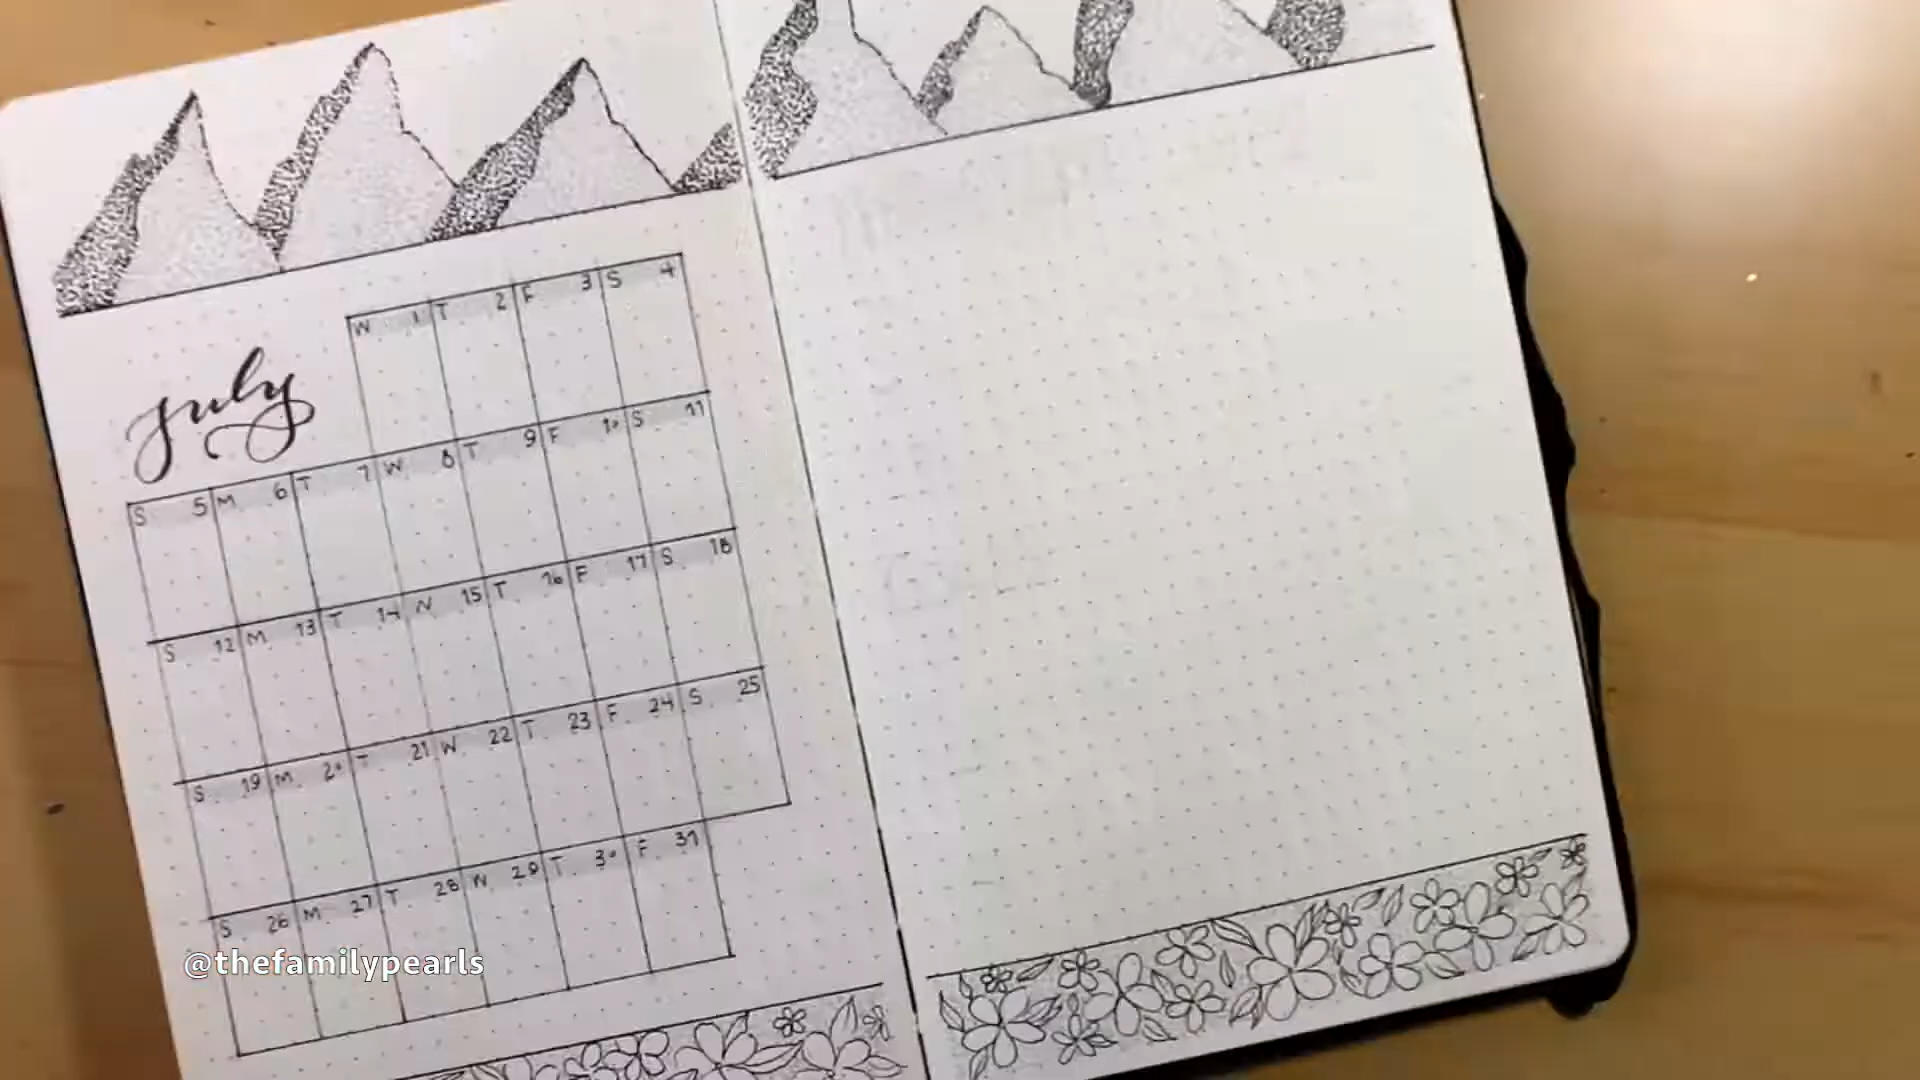 W 1 T 2 F 3 S 4
July
S 5 M 6 T 7 W 8 T 9 F 10 S 11
S 12 M 13 T 14 W 15 T 16 F 17 S 18
S 19 M 20 T 21 W 22 T 23 F 24 S 25
S 26 M 27 T 28 W 29 T 30 F 31
@thefamilypearls